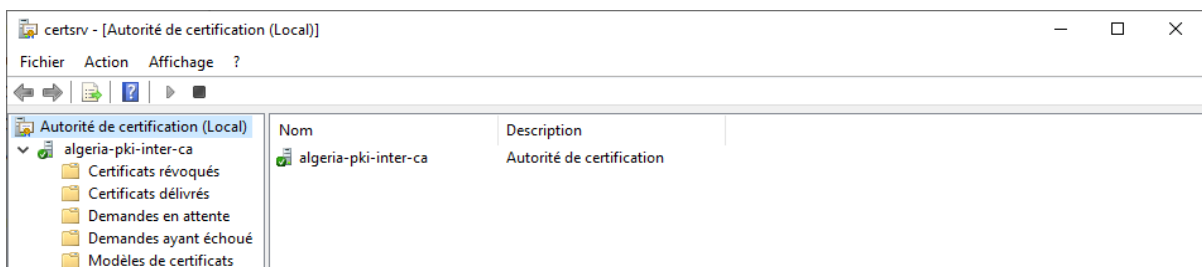 certsrv - [Autorité de certification (Local)]
Fichier Action Affichage ?
Autorité de certification (Local)
algeria-pki-inter-ca
Certificats révoqués
Certificats délivrés
Demandes en attente
Demandes ayant échoué
Modèles de certificats
Nom Description
algeria-pki-inter-ca Autorité de certification